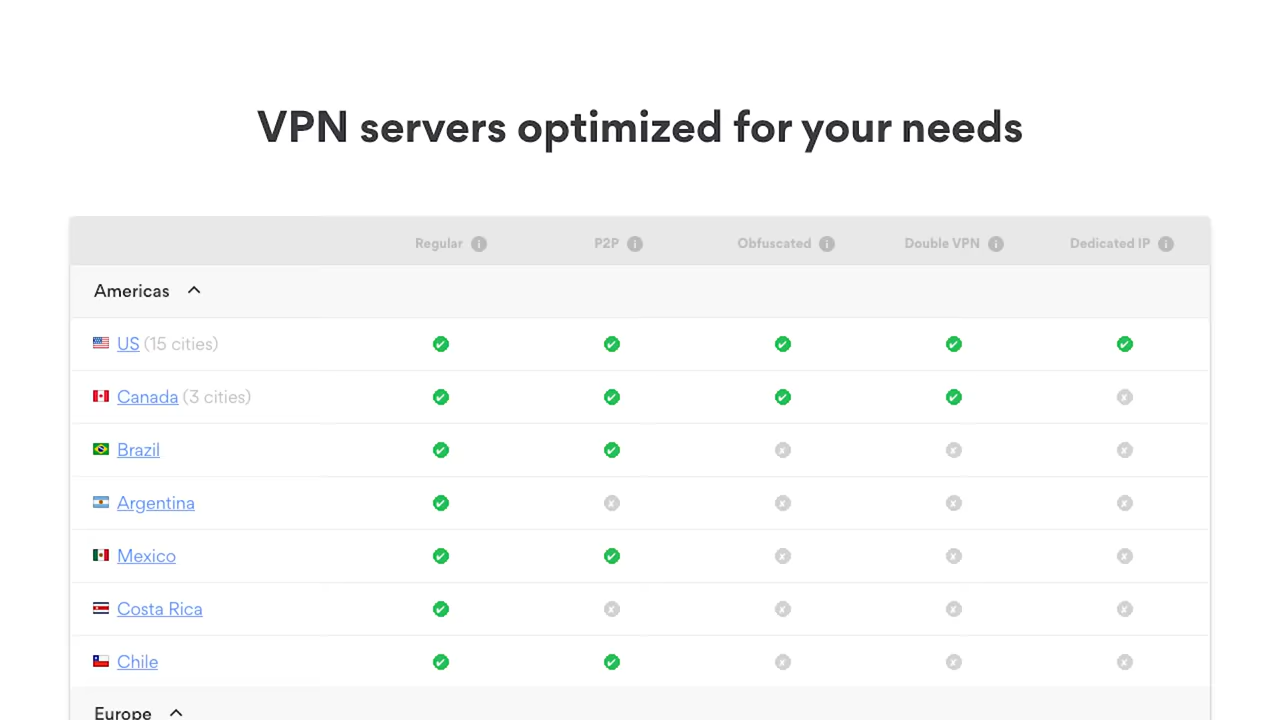 VPN servers optimized for your needs
Regular P2P Obfuscated Double VPN Dedicated IP
Americas
US (15 cities)
Canada (3 cities)
Brazil
Argentina
Mexico
Costa Rica
Chile
Europe